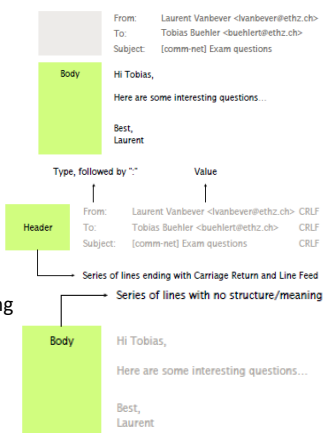 From: Laurent Vanbever <lvanbever@ethz.ch>
To: Tobias Buehler <buehlert@ethz.ch>
Subject: [comm-net] Exam questions
Body
Hi Tobias,
Here are some interesting questions...
Best,
Laurent
Type, followed by ":" Value
Header
From: Laurent Vanbever <lvanbever@ethz.ch> CRLF
To: Tobias Buehler <buehlert@ethz.ch> CRLF
Subject: [comm-net] Exam questions CRLF
Series of lines ending with Carriage Return and Line Feed
Series of lines with no structure/meaning
Body
Hi Tobias,
Here are some interesting questions...
Best,
Laurent